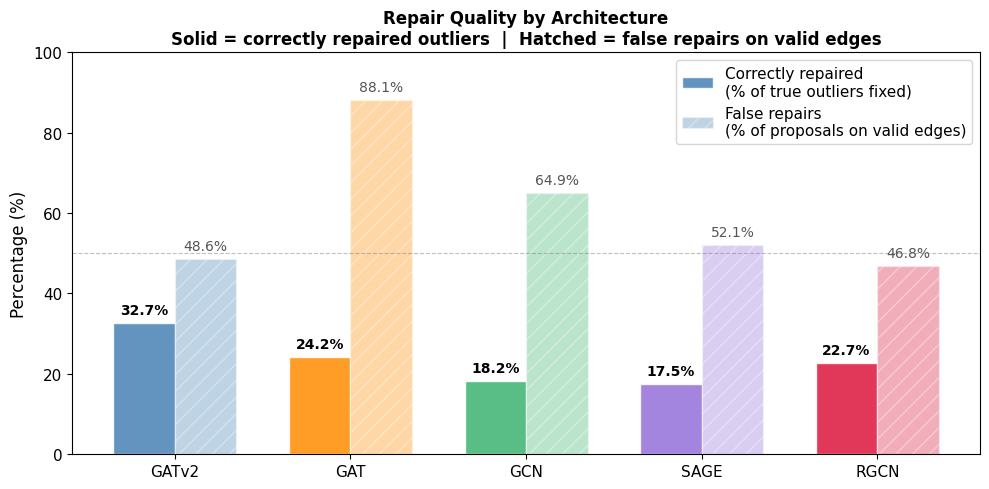 Repair Quality by Architecture
Solid = correctly repaired outliers | Hatched = false repairs on valid edges
Percentage (%)
100
80
60
40
20
0
Correctly repaired
(% of true outliers fixed)
False repairs
(% of proposals on valid edges)
32.7%
48.6%
24.2%
88.1%
18.2%
64.9%
17.5%
52.1%
22.7%
46.8%
GATv2
GAT
GCN
SAGE
RGCN